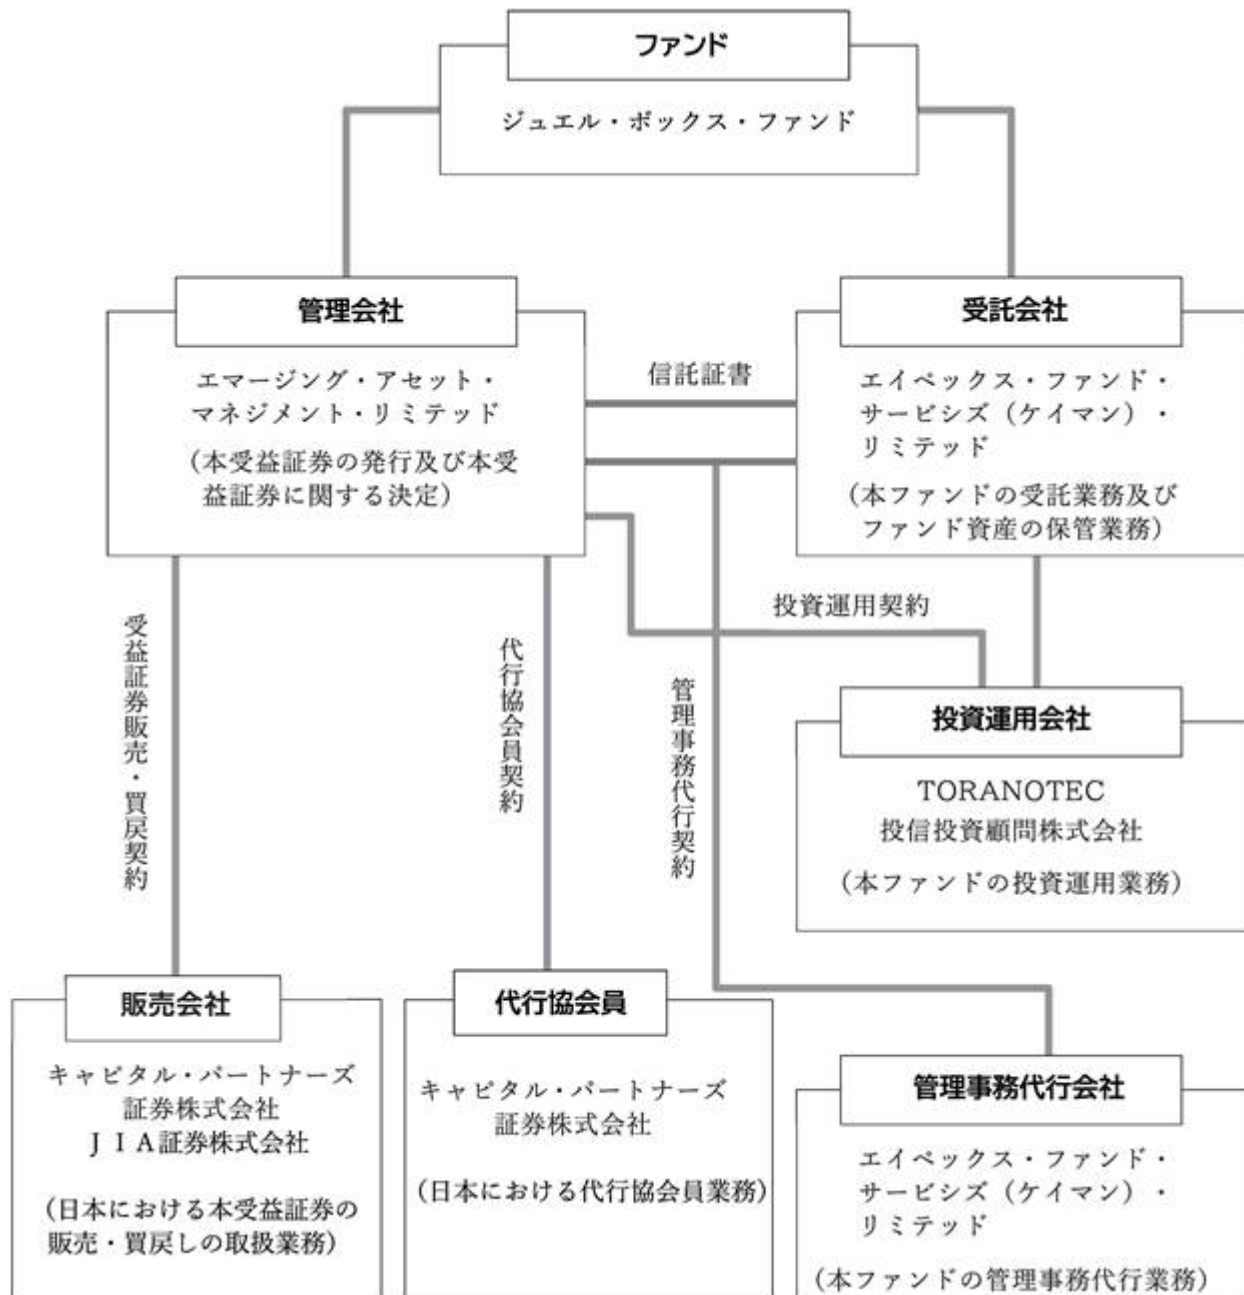 ファンド
ジュエル・ボックス・ファンド
管理会社
エマージング・アセット・
マネジメント・リミテッド
（本受益証券の発行及び本受
益証券に関する決定）
信託証書
受託会社
エイペックス・ファンド・
サービシズ（ケイマン）・
リミテッド
（本ファンドの受託業務及び
ファンド資産の保管業務）
受益証券販売・買戻契約
代行協会員契約
管理事務代行契約
投資運用契約
投資運用会社
TORANOTEC
投信投資顧問株式会社
（本ファンドの投資運用業務）
販売会社
キャピタル・パートナーズ
証券株式会社
ＪＩＡ証券株式会社
（日本における本受益証券の
販売・買戻しの取扱業務）
代行協会員
キャピタル・パートナーズ
証券株式会社
（日本における代行協会員業務）
管理事務代行会社
エイペックス・ファンド・
サービシズ（ケイマン）・
リミテッド
（本ファンドの管理事務代行業務）